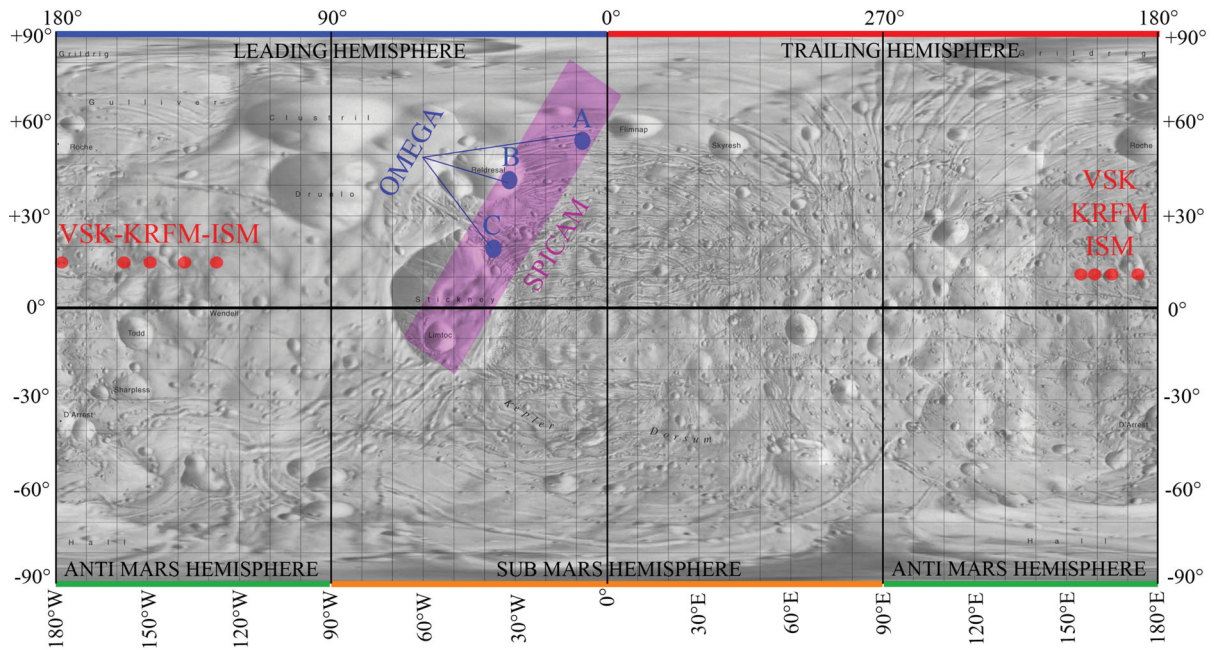 180° 90° 0° 270° 180°
+90° LEADING HEMISPHERE TRAILING HEMISPHERE +90°
Grildrig Grildrig
Gulliver
Clustril
+60° +60°
A
Flimnap
Roche Skyresh Roche
OMEGA
B
Reldresal
VSK
Drunlo
KRFM
+30° +30°
C
VSK-KRFM-ISM ISM
SPICAM
Stickney
0° 0°
Wendell
Todd Limtoc
-30° Sharpless -30°
D'Arrest Kepler Dorsum D'Arrest
-60° -60°
Hall Hall
ANTI MARS HEMISPHERE SUB MARS HEMISPHERE ANTI MARS HEMISPHERE
-90° -90°
180°W 150°W 120°W 90°W 60°W 30°W 0° 30°E 60°E 90°E 120°E 150°E 180°E